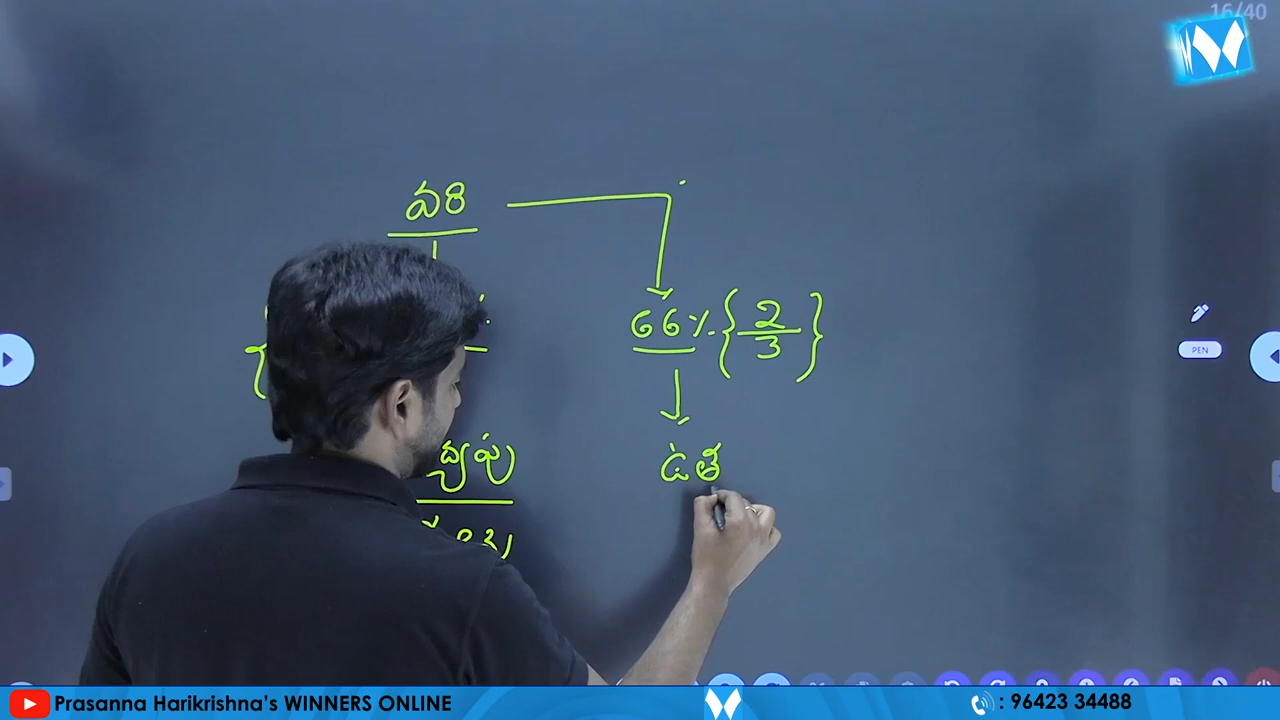 16/40
వరి
66% { 2/3 }
PEN
ఉత
Prasanna Harikrishna's WINNERS ONLINE
: 96423 34488